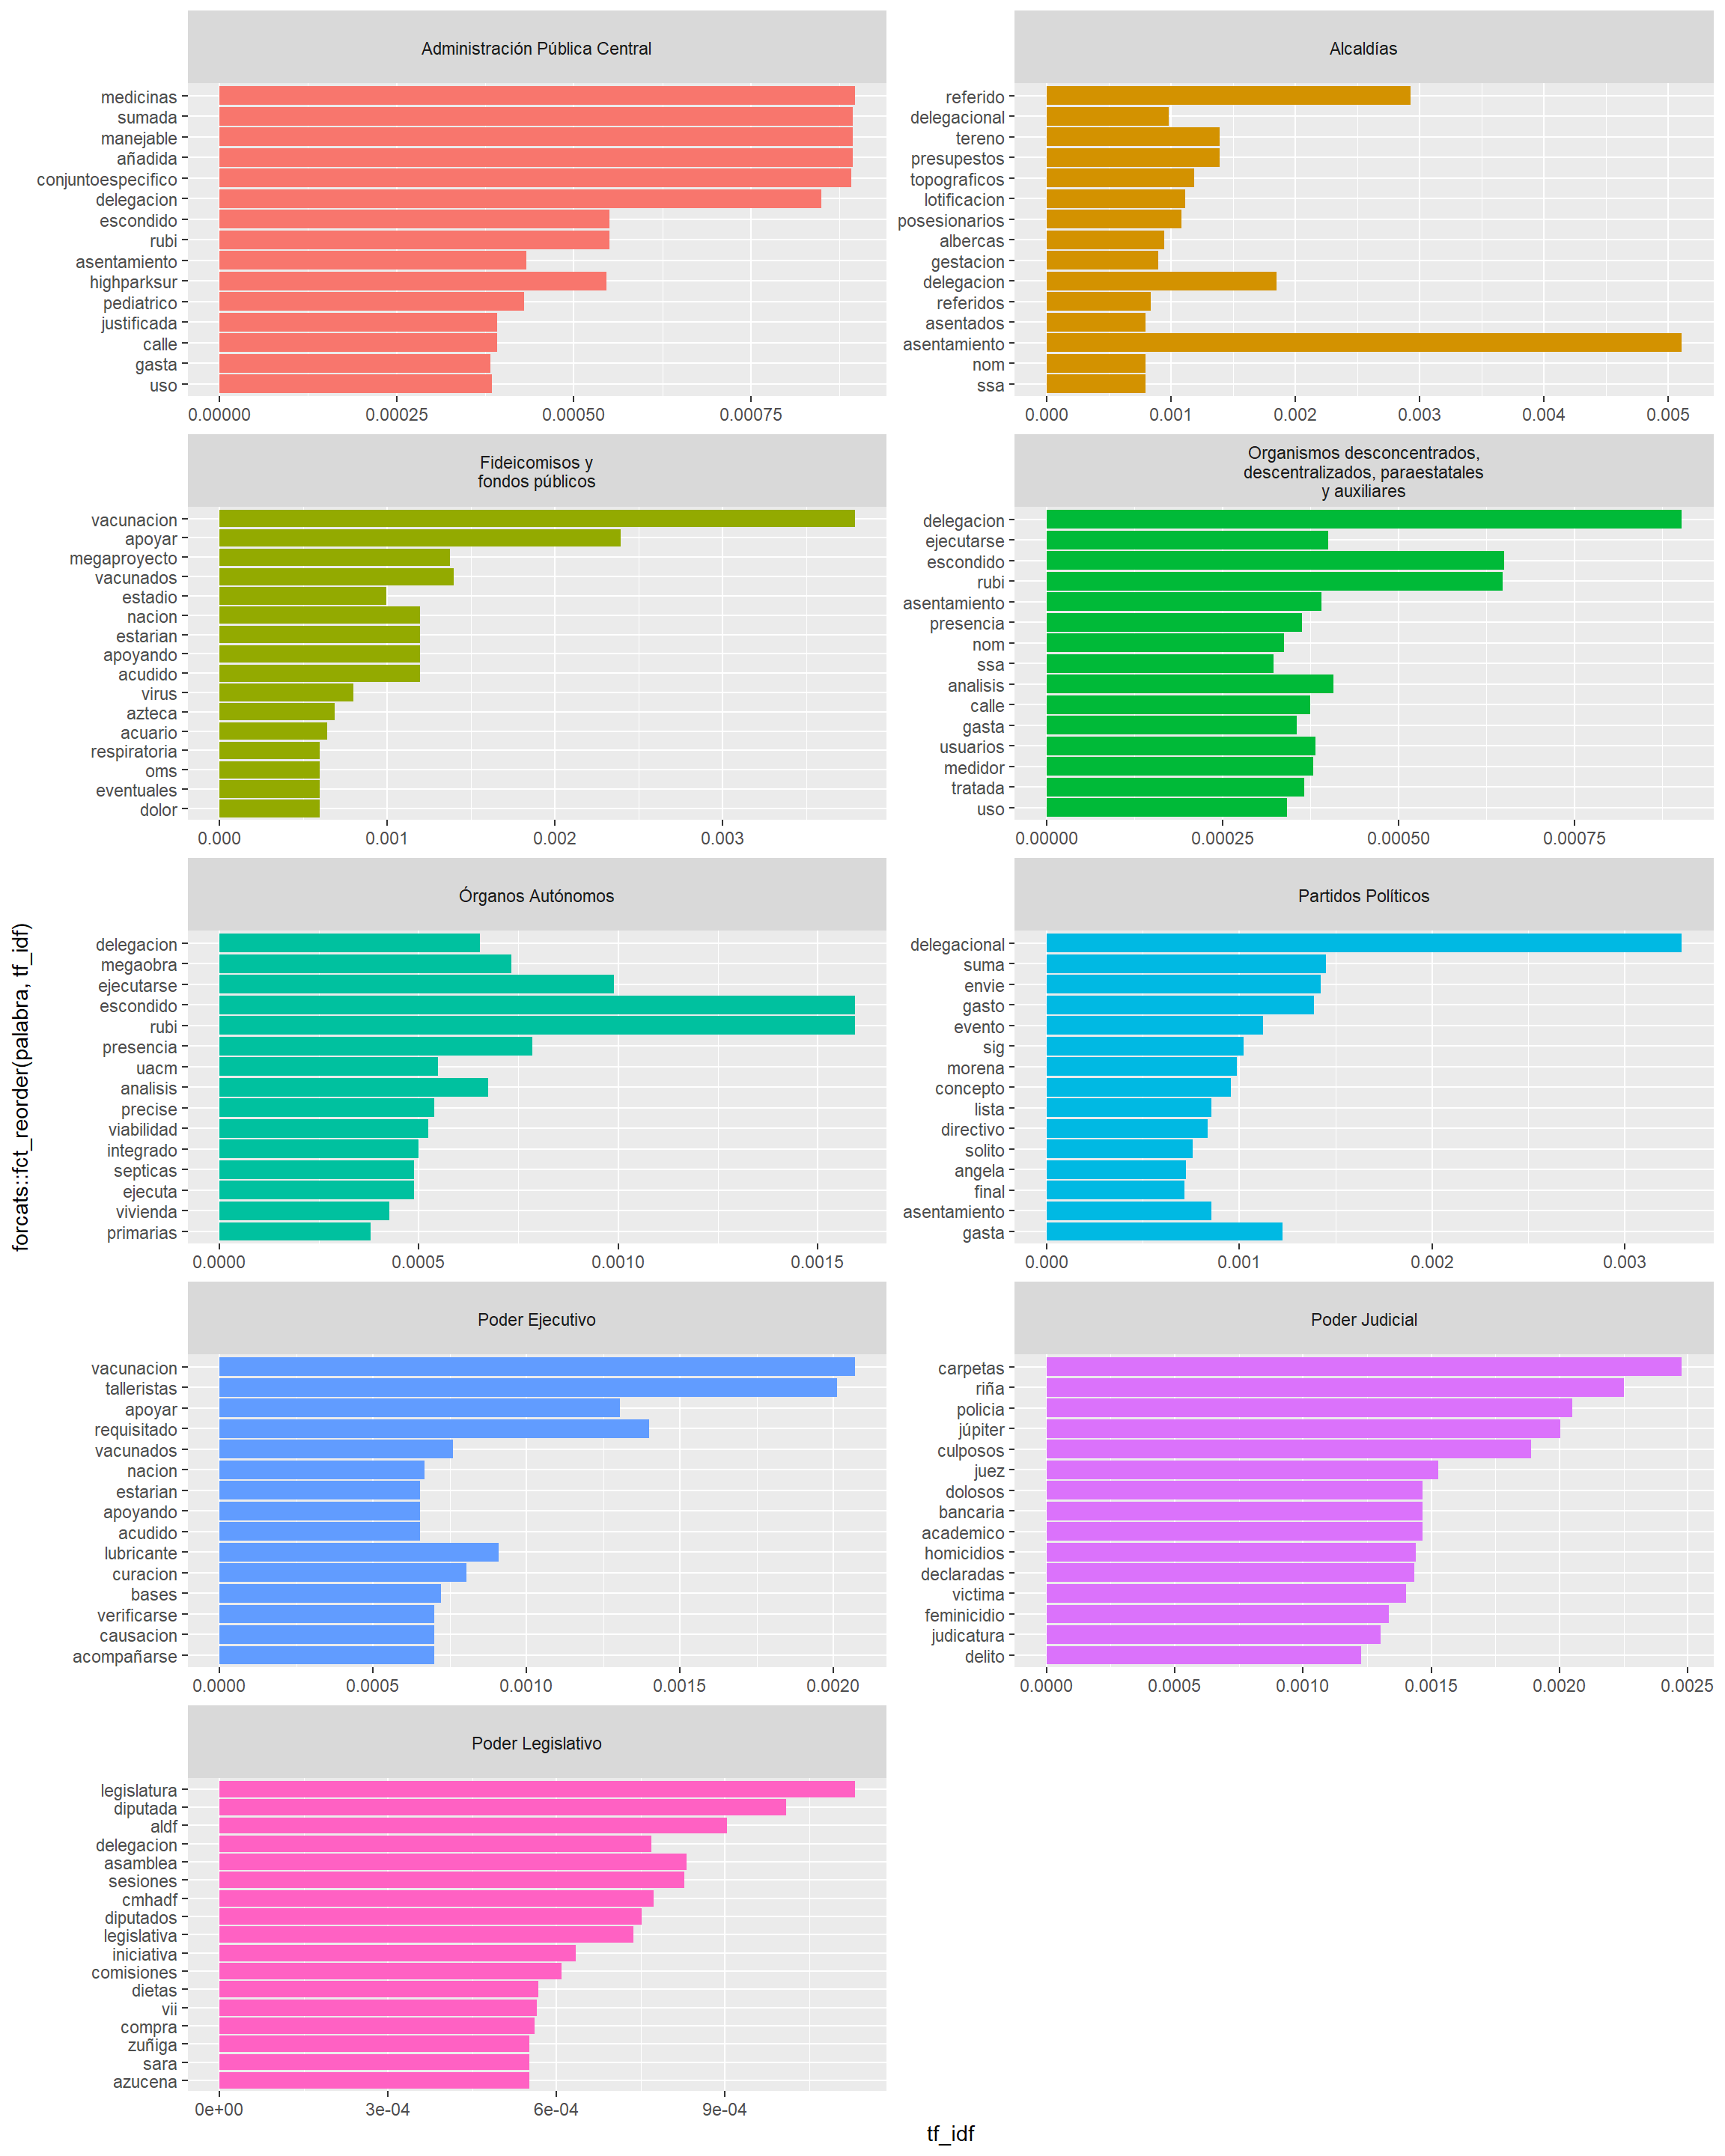 Administración Pública Central
medicinas
sumada
manejable
añadida
conjuntoespecifico
delegacion
escondido
rubi
asentamiento
highparksur
pediatrico
justificada
calle
gasta
uso
0.00000 0.00025 0.00050 0.00075
Alcaldías
referido
delegacional
tereno
presupestos
topograficos
lotificacion
posesionarios
albercas
gestacion
delegacion
referidos
asentados
asentamiento
nom
ssa
0.000 0.001 0.002 0.003 0.004 0.005
Fideicomisos y
fondos públicos
vacunacion
apoyar
megaproyecto
vacunados
estadio
nacion
estarian
apoyando
acudido
virus
azteca
acuario
respiratoria
oms
eventuales
dolor
0.000 0.001 0.002 0.003
Organismos desconcentrados,
descentralizados, paraestatales
y auxiliares
delegacion
ejecutarse
escondido
rubi
asentamiento
presencia
nom
ssa
analisis
calle
gasta
usuarios
medidor
tratada
uso
0.00000 0.00025 0.00050 0.00075
Órganos Autónomos
delegacion
megaobra
ejecutarse
escondido
rubi
presencia
uacm
analisis
precise
viabilidad
integrado
septicas
ejecuta
vivienda
primarias
0.0000 0.0005 0.0010 0.0015
Partidos Políticos
delegacional
suma
envie
gasto
evento
sig
morena
concepto
lista
directivo
solito
angela
final
asentamiento
gasta
0.000 0.001 0.002 0.003
Poder Ejecutivo
vacunacion
talleristas
apoyar
requisitado
vacunados
nacion
estarian
apoyando
acudido
lubricante
curacion
bases
verificarse
causacion
acompañarse
0.0000 0.0005 0.0010 0.0015 0.0020
Poder Judicial
carpetas
riña
policia
júpiter
culposos
juez
dolosos
bancaria
academico
homicidios
declaradas
victima
feminicidio
judicatura
delito
0.0000 0.0005 0.0010 0.0015 0.0020 0.0025
Poder Legislativo
legislatura
diputada
aldf
delegacion
asamblea
sesiones
cmhadf
diputados
legislativa
iniciativa
comisiones
dietas
vii
compra
zuñiga
sara
azucena
0e+00 3e-04 6e-04 9e-04
tf_idf
forcats::fct_reorder(palabra, tf_idf)